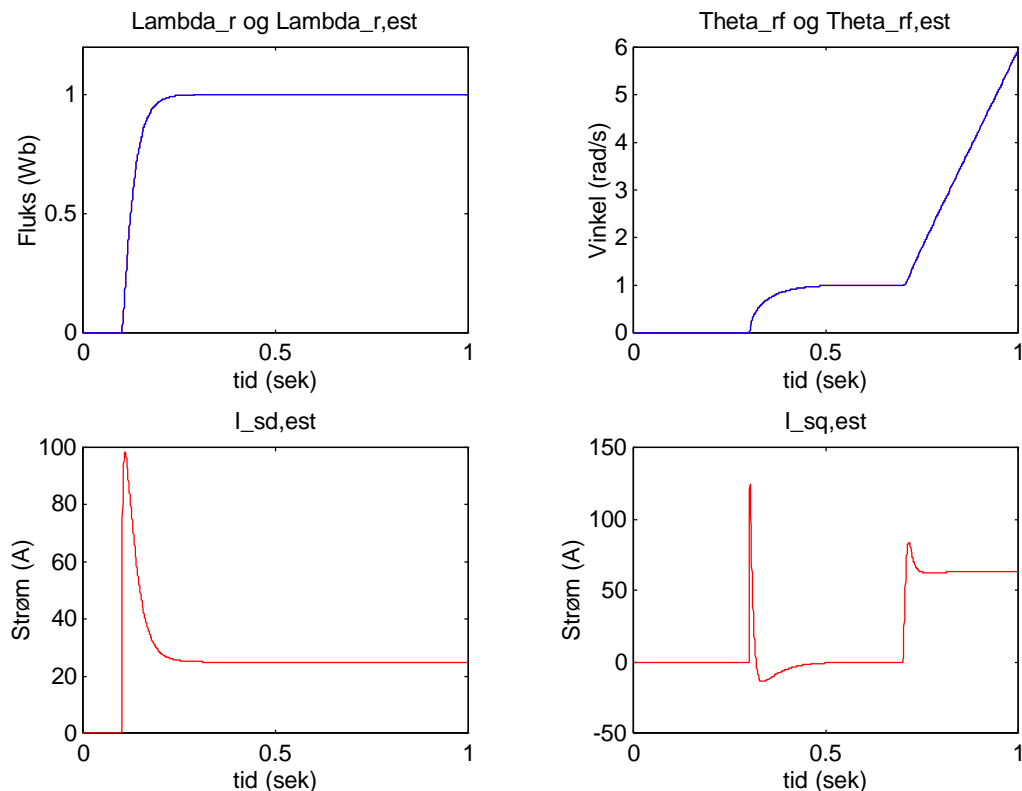 Lambda_r og Lambda_r,est
Fluks (Wb)
1
0.5
0
0
0.5
1
tid (sek)
Theta_rf og Theta_rf,est
Vinkel (rad/s)
6
5
4
3
2
1
0
0
0.5
1
tid (sek)
I_sd,est
Strøm (A)
100
80
60
40
20
0
0
0.5
1
tid (sek)
I_sq,est
Strøm (A)
150
100
50
0
-50
0
0.5
1
tid (sek)